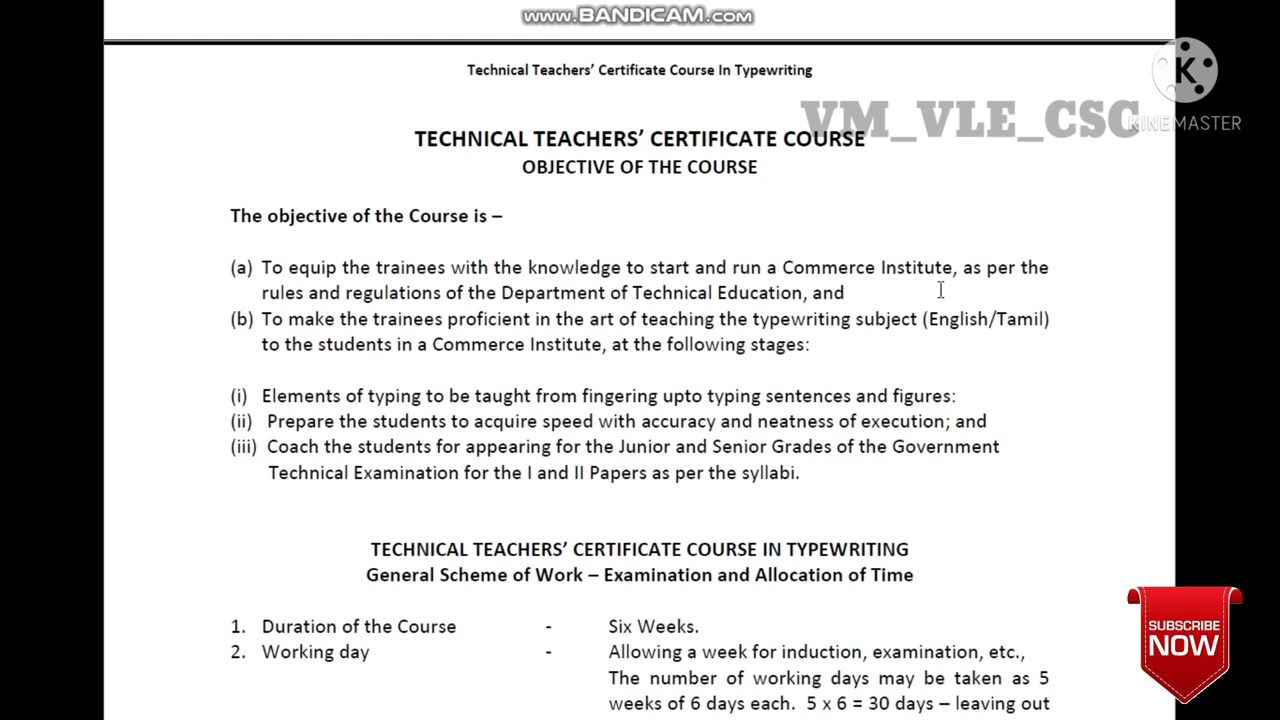 www.BANDICAM.com
Technical Teachers’ Certificate Course In Typewriting
VM_VLE_CSC
KINEMASTER
TECHNICAL TEACHERS’ CERTIFICATE COURSE
OBJECTIVE OF THE COURSE
The objective of the Course is –
(a) To equip the trainees with the knowledge to start and run a Commerce Institute, as per the
rules and regulations of the Department of Technical Education, and
(b) To make the trainees proficient in the art of teaching the typewriting subject (English/Tamil)
to the students in a Commerce Institute, at the following stages:
(i) Elements of typing to be taught from fingering upto typing sentences and figures:
(ii) Prepare the students to acquire speed with accuracy and neatness of execution; and
(iii) Coach the students for appearing for the Junior and Senior Grades of the Government
Technical Examination for the I and II Papers as per the syllabi.
TECHNICAL TEACHERS’ CERTIFICATE COURSE IN TYPEWRITING
General Scheme of Work – Examination and Allocation of Time
1. Duration of the Course - Six Weeks.
2. Working day - Allowing a week for induction, examination, etc.,
The number of working days may be taken as 5
weeks of 6 days each. 5 x 6 = 30 days – leaving out
SUBSCRIBE
NOW